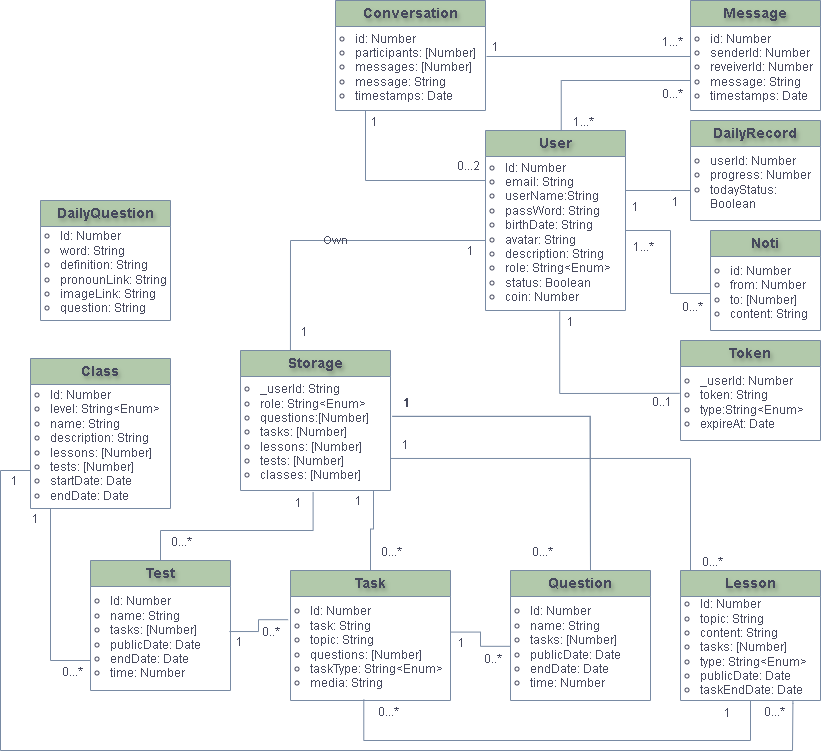 Conversation
id: Number
participants: [Number]
messages: [Number]
message: String
timestamps: Date
1
1...*
Message
id: Number
senderId: Number
reveiverId: Number
message: String
timestamps: Date
0...*
1
0...2
1...*
User
Id: Number
email: String
userName:String
passWord: String
birthDate: String
avatar: String
description: String
role: String<Enum>
status: Boolean
coin: Number
DailyRecord
userId: Number
progress: Number
todayStatus:
Boolean
1
1
1...*
0...*
Noti
id: Number
from: Number
to: [Number]
content: String
DailyQuestion
Id: Number
word: String
definition: String
pronounLink: String
imageLink: String
question: String
Own
1
1
1
0..1
Token
_userId: Number
token: String
type:String<Enum>
expireAt: Date
Class
Id: Number
level: String<Enum>
name: String
description: String
lessons: [Number]
tests: [Number]
startDate: Date
endDate: Date
1
1
Storage
_userId: String
role: String<Enum>
questions:[Number]
tasks: [Number]
lessons: [Number]
tests: [Number]
classes: [Number]
1
1
1
1
0...*
0...*
0...*
0...*
Test
Id: Number
name: String
tasks: [Number]
publicDate: Date
endDate: Date
time: Number
0...*
1
0..*
Task
Id: Number
task: String
topic: String
questions: [Number]
taskType: String<Enum>
media: String
1
0..*
Question
Id: Number
name: String
tasks: [Number]
publicDate: Date
endDate: Date
time: Number
Lesson
Id: Number
topic: String
content: String
tasks: [Number]
type: String<Enum>
publicDate: Date
taskEndDate: Date
0...*
1
0...*